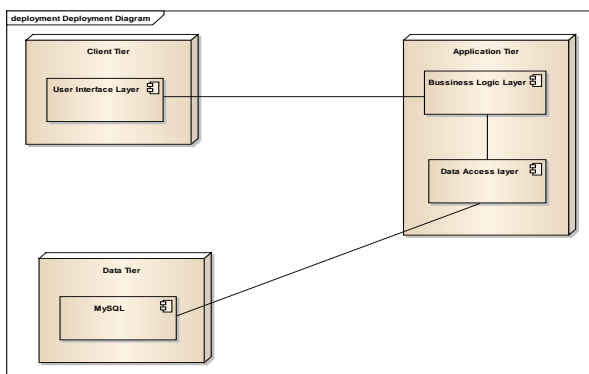 deployment Deployment Diagram
Client Tier
User Interface Layer
Application Tier
Bussiness Logic Layer
Data Access layer
Data Tier
MySQL